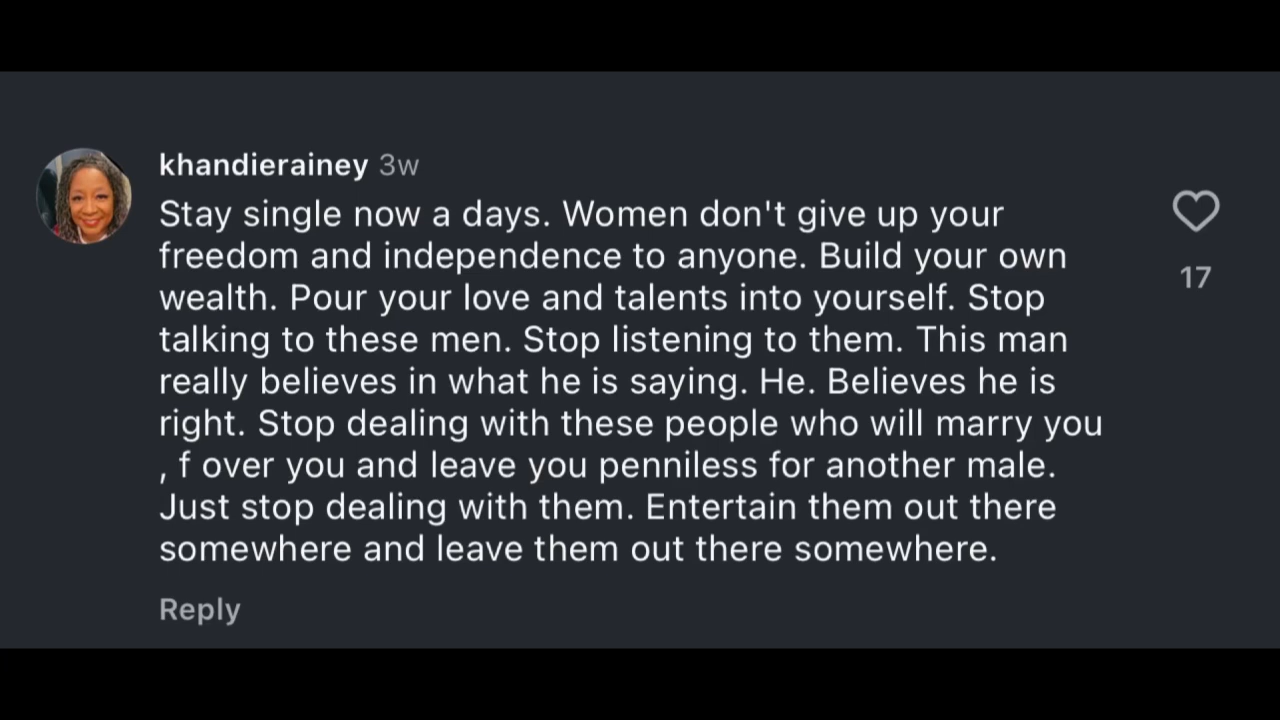 khandierainey 3w
Stay single now a days. Women don't give up your
freedom and independence to anyone. Build your own
wealth. Pour your love and talents into yourself. Stop
talking to these men. Stop listening to them. This man
really believes in what he is saying. He. Believes he is
right. Stop dealing with these people who will marry you
, f over you and leave you penniless for another male.
Just stop dealing with them. Entertain them out there
somewhere and leave them out there somewhere.
17
Reply